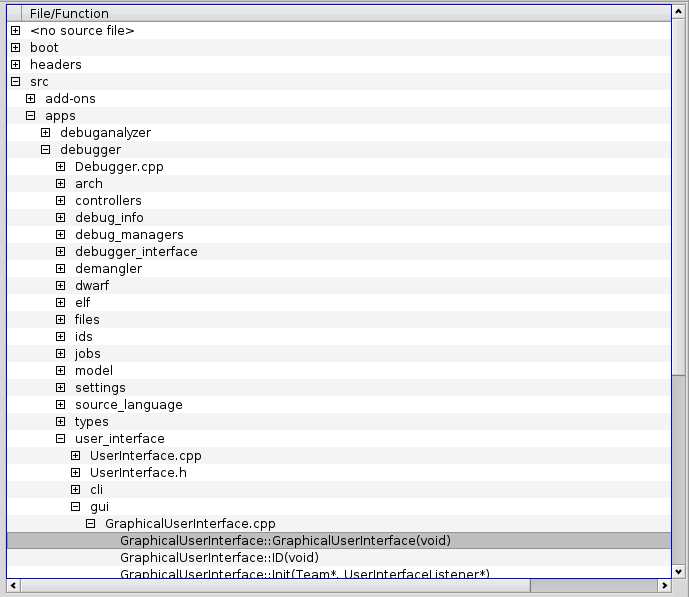 File/Function
<no source file>
boot
headers
src
add-ons
apps
debuganalyzer
debugger
Debugger.cpp
arch
controllers
debug_info
debug_managers
debugger_interface
demangler
dwarf
elf
files
ids
jobs
model
settings
source_language
types
user_interface
UserInterface.cpp
UserInterface.h
cli
gui
GraphicalUserInterface.cpp
GraphicalUserInterface::GraphicalUserInterface(void)
GraphicalUserInterface::ID(void)
GraphicalUserInterface::Init(Team*, UserInterfaceListener*)